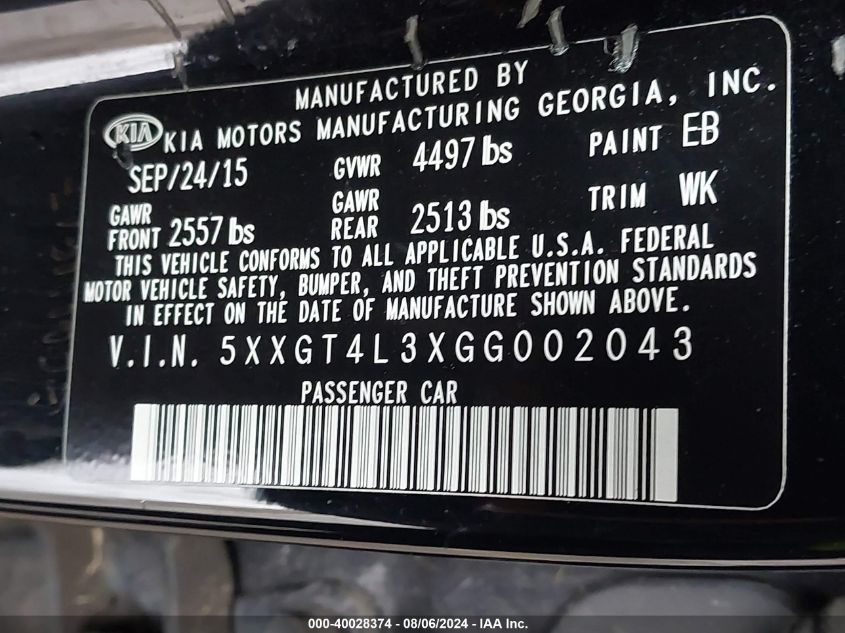 MANUFACTURED BY
KIA KIA MOTORS MANUFACTURING GEORGIA, INC.
SEP/24/15 GVWR 4497 lbs PAINT EB
GAWR FRONT 2557 lbs GAWR REAR 2513 lbs TRIM WK
THIS VEHICLE CONFORMS TO ALL APPLICABLE U.S.A. FEDERAL
MOTOR VEHICLE SAFETY, BUMPER, AND THEFT PREVENTION STANDARDS
IN EFFECT ON THE DATE OF MANUFACTURE SHOWN ABOVE.
V.I.N. 5XXGT4L3XGG002043
PASSENGER CAR
000-40028374 - 08/06/2024 - IAA Inc.